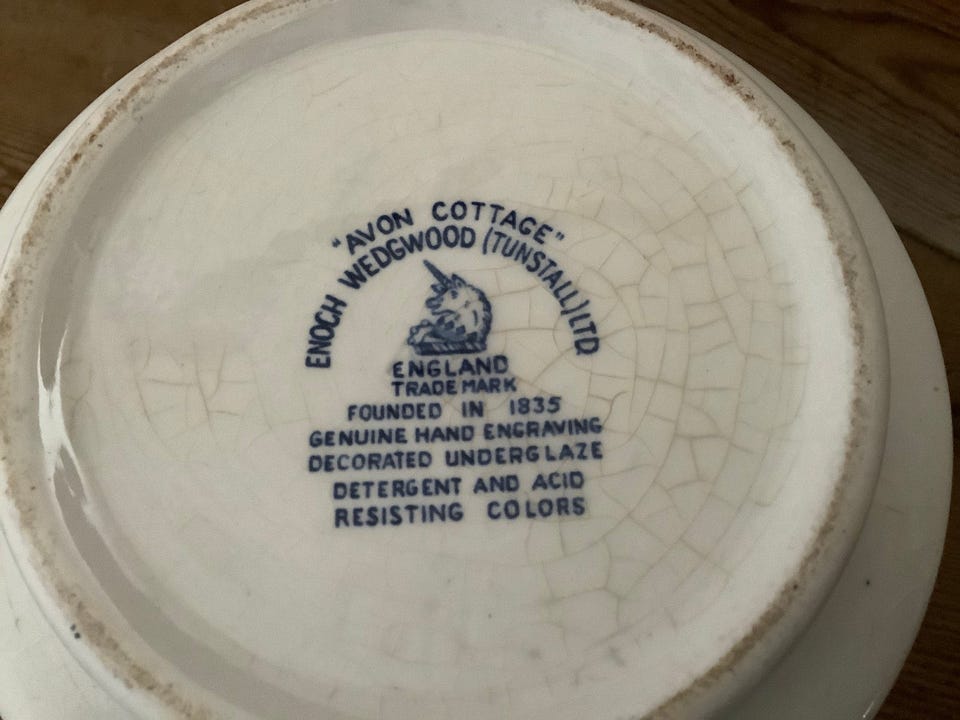 "AVON COTTAGE"
ENOCH WEDGWOOD (TUNSTALL) LTD
ENGLAND
TRADE MARK
FOUNDED IN 1835
GENUINE HAND ENGRAVING
DECORATED UNDERGLAZE
DETERGENT AND ACID
RESISTING COLORS